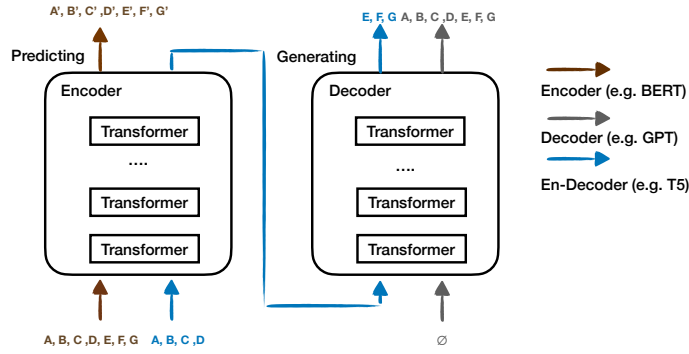 A', B', C' ,D', E', F', G'
E, F, G A, B, C ,D, E, F, G
Predicting
Generating
Encoder
Decoder
Transformer
Transformer
....
....
Transformer
Transformer
Transformer
Transformer
A, B, C ,D, E, F, G
A, B, C ,D
∅
Encoder (e.g. BERT)
Decoder (e.g. GPT)
En-Decoder (e.g. T5)